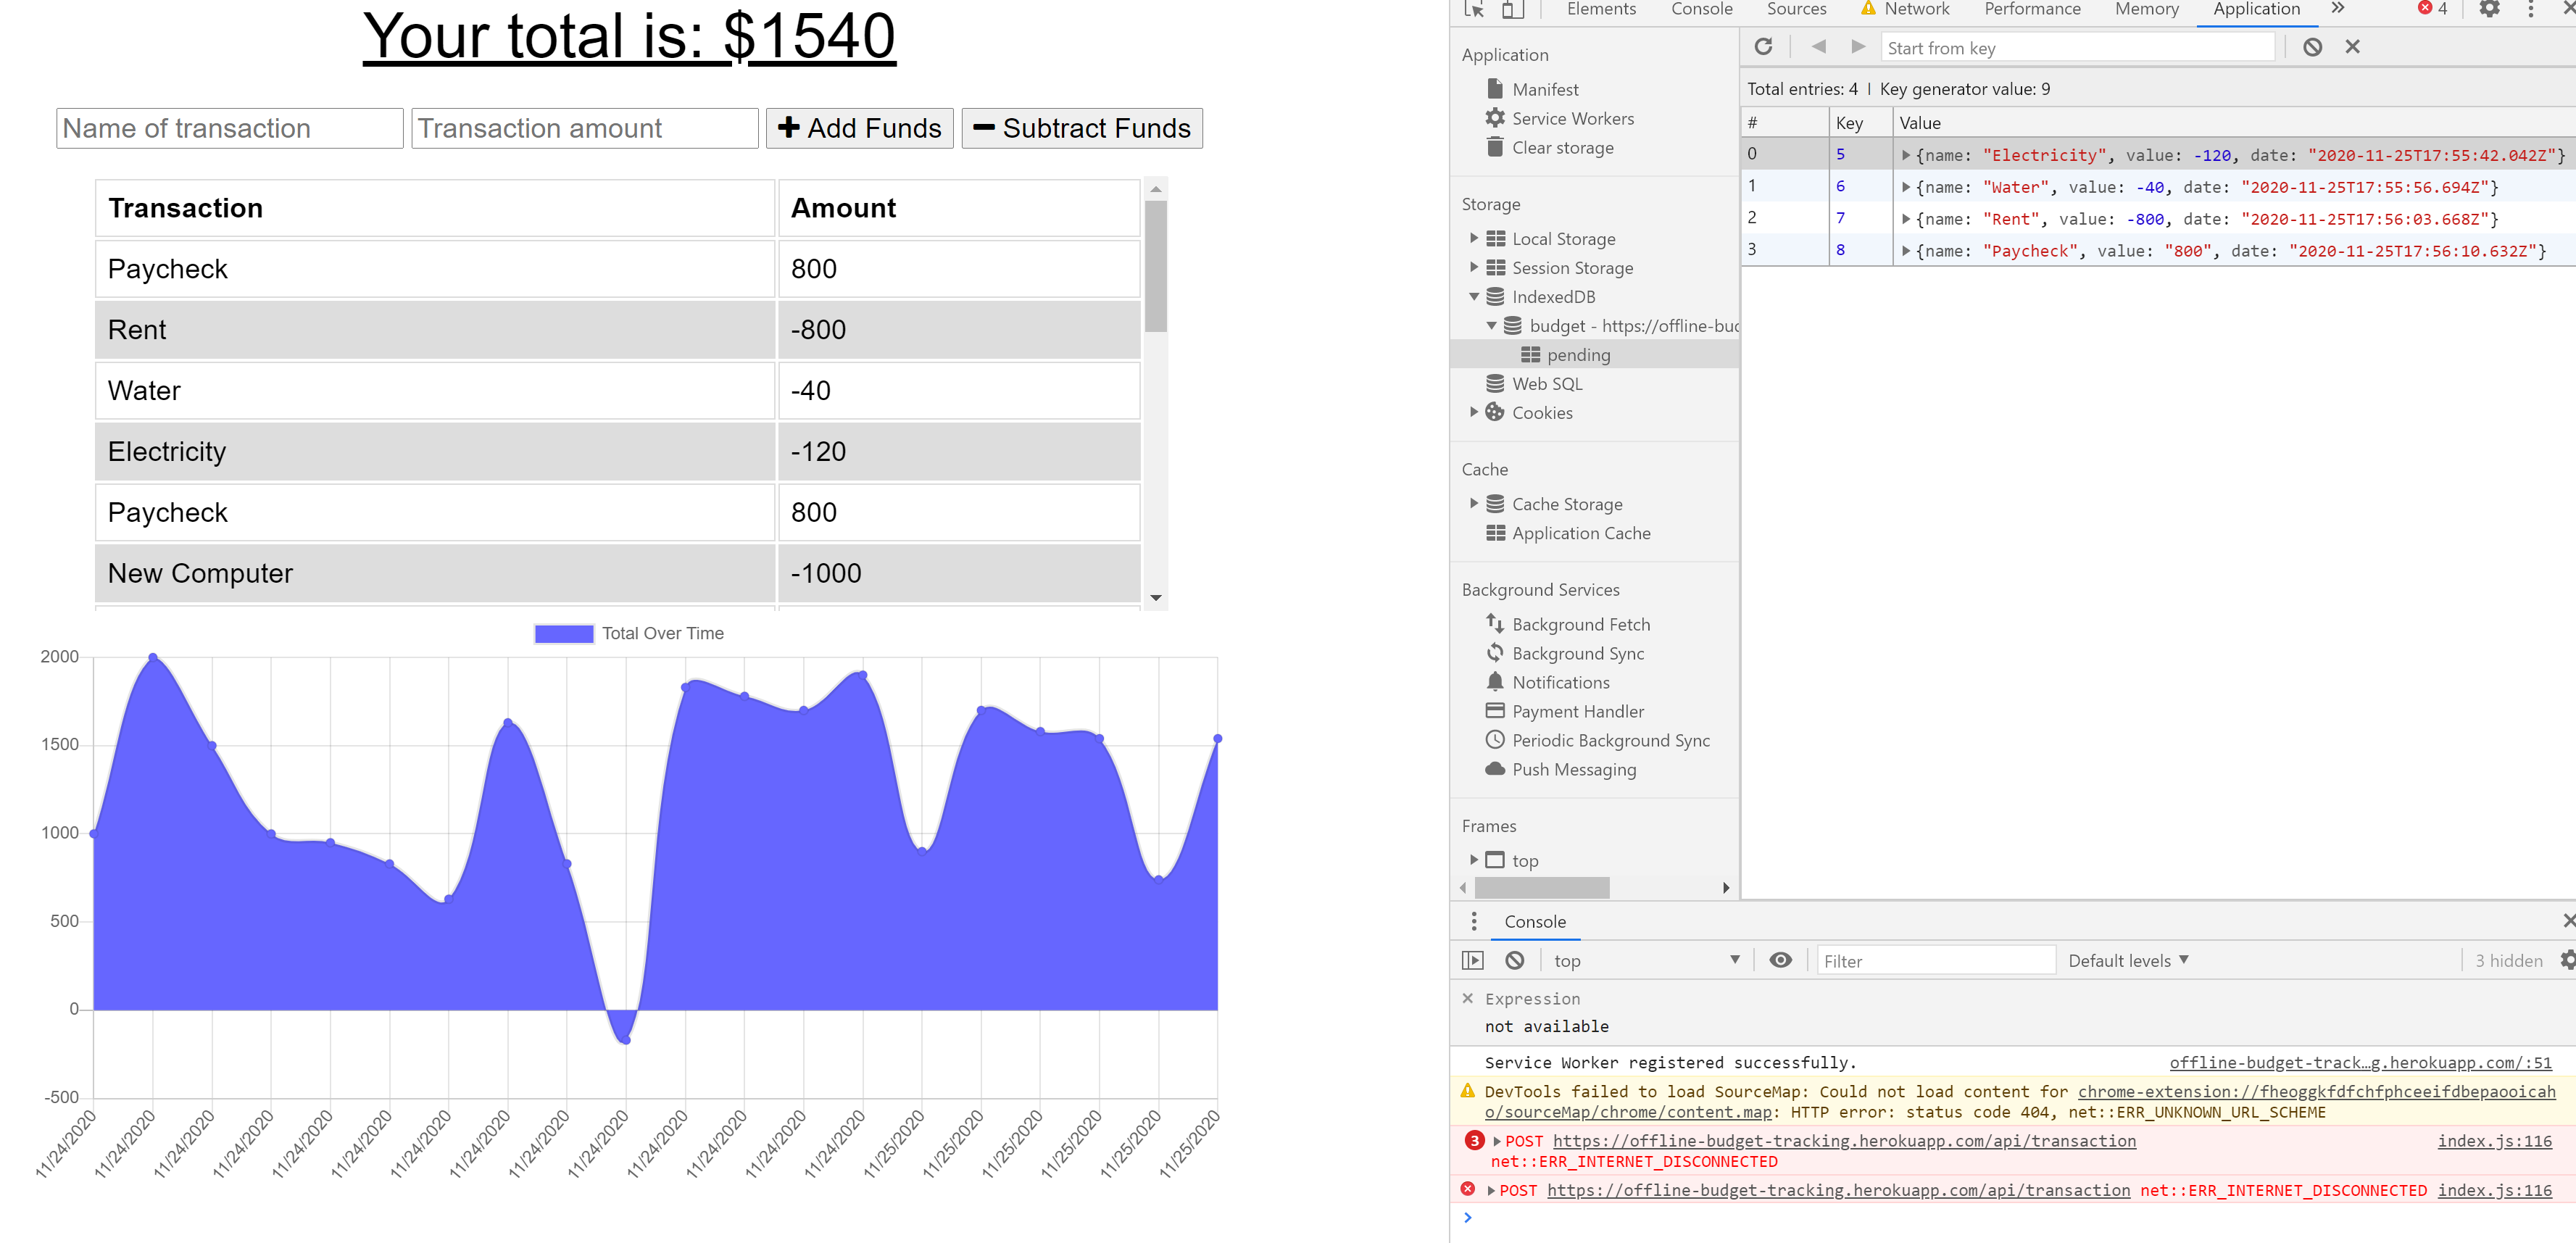 Your total is: $1540
Name of transaction Transaction amount Add Funds Subtract Funds
Transaction Amount
Paycheck 800
Rent -800
Water -40
Electricity -120
Paycheck 800
New Computer -1000
Total Over Time
2000
1500
1000
500
0
-500
11/24/2020 11/24/2020 11/24/2020 11/24/2020 11/24/2020 11/24/2020 11/24/2020 11/24/2020 11/24/2020 11/24/2020 11/24/2020 11/24/2020 11/24/2020 11/24/2020 11/25/2020 11/25/2020 11/25/2020 11/25/2020 11/25/2020 11/25/2020
Elements Console Sources Network Performance Memory Application » 4
Application
Manifest
Service Workers
Clear storage
Storage
Local Storage
Session Storage
IndexedDB
budget - https://offline-bud
pending
Web SQL
Cookies
Cache
Cache Storage
Application Cache
Background Services
Background Fetch
Background Sync
Notifications
Payment Handler
Periodic Background Sync
Push Messaging
Frames
top
Start from key
Total entries: 4 | Key generator value: 9
# Key Value
0 5 {name: "Electricity", value: -120, date: "2020-11-25T17:55:42.042Z"}
1 6 {name: "Water", value: -40, date: "2020-11-25T17:55:56.694Z"}
2 7 {name: "Rent", value: -800, date: "2020-11-25T17:56:03.668Z"}
3 8 {name: "Paycheck", value: "800", date: "2020-11-25T17:56:10.632Z"}
Console
top Filter Default levels 3 hidden
Expression
not available
Service Worker registered successfully. offline-budget-track…g.herokuapp.com/:51
DevTools failed to load SourceMap: Could not load content for chrome-extension://fheoggkfdfchfphceeifdbepaooicah
o/sourceMap/chrome/content.map: HTTP error: status code 404, net::ERR_UNKNOWN_URL_SCHEME
3 POST https://offline-budget-tracking.herokuapp.com/api/transaction index.js:116
net::ERR_INTERNET_DISCONNECTED
POST https://offline-budget-tracking.herokuapp.com/api/transaction net::ERR_INTERNET_DISCONNECTED index.js:116